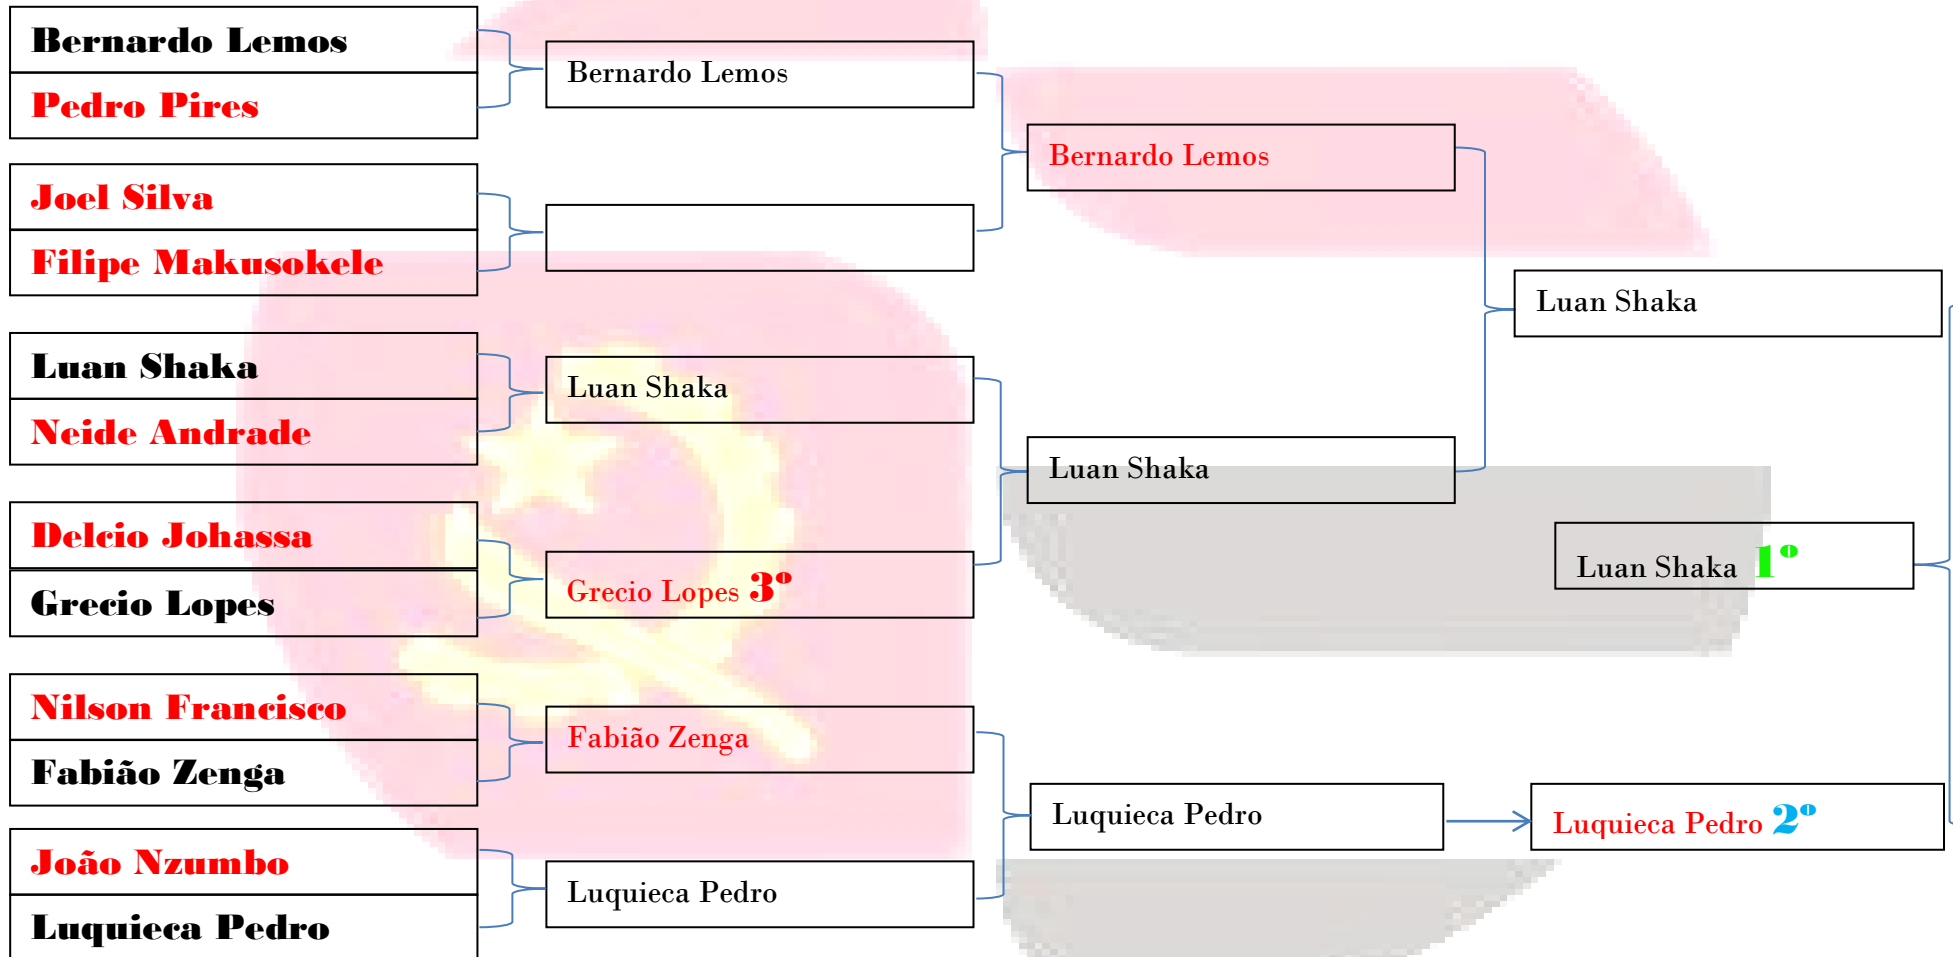 Bernardo Lemos
Pedro Pires
Joel Silva
Filipe Makusokele
Luan Shaka
Neide Andrade
Delcio Johassa
Grecio Lopes
Nilson Francisco
Fabião Zenga
João Nzumbo
Luquieca Pedro
Bernardo Lemos
Luan Shaka
Grecio Lopes 3º
Fabião Zenga
Luquieca Pedro
Bernardo Lemos
Luan Shaka
Luquieca Pedro
Luan Shaka
Luan Shaka 1º
Luquieca Pedro 2º